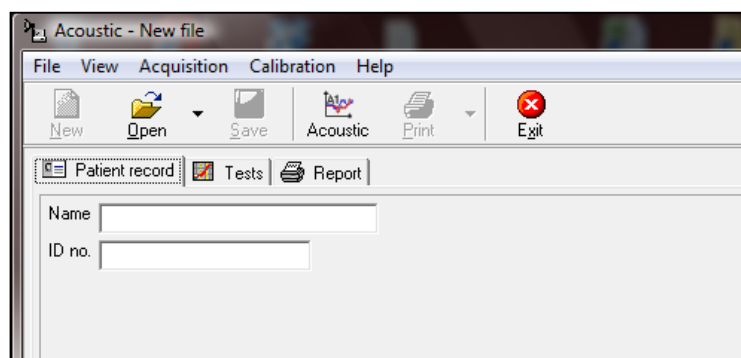 Acoustic - New file
File View Acquisition Calibration Help
New Open Save Acoustic Print Exit
Patient record Tests Report
Name
ID no.